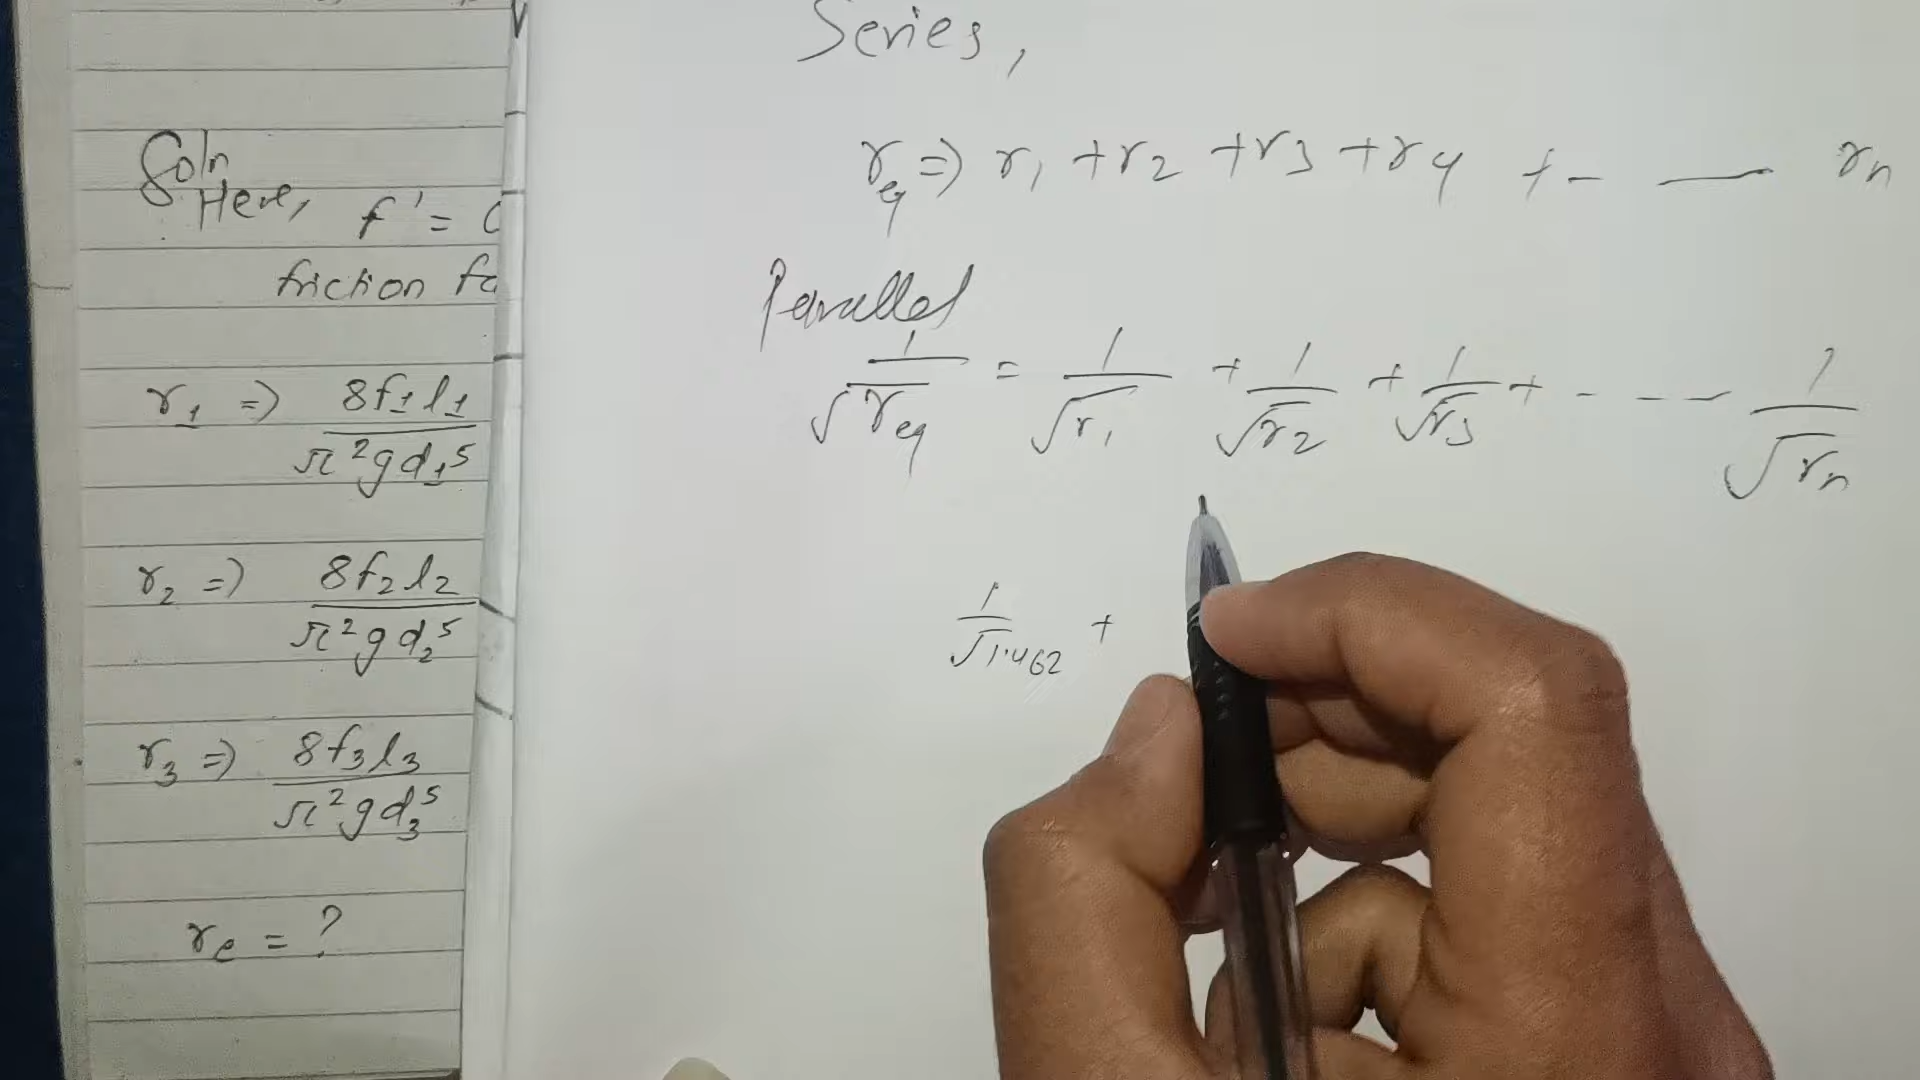 Soln
Here, f' =
friction fa
r1 => 8f1l1 / π²gd1⁵
r2 => 8f2l2 / π²gd2⁵
r3 => 8f3l3 / π²gd3⁵
re = ?
Series,
req => r1 + r2 + r3 + r4 + - — rn
Parallel
1/√req = 1/√r1 + 1/√r2 + 1/√r3 + - - - - 1/√rn
1/√1.462 +